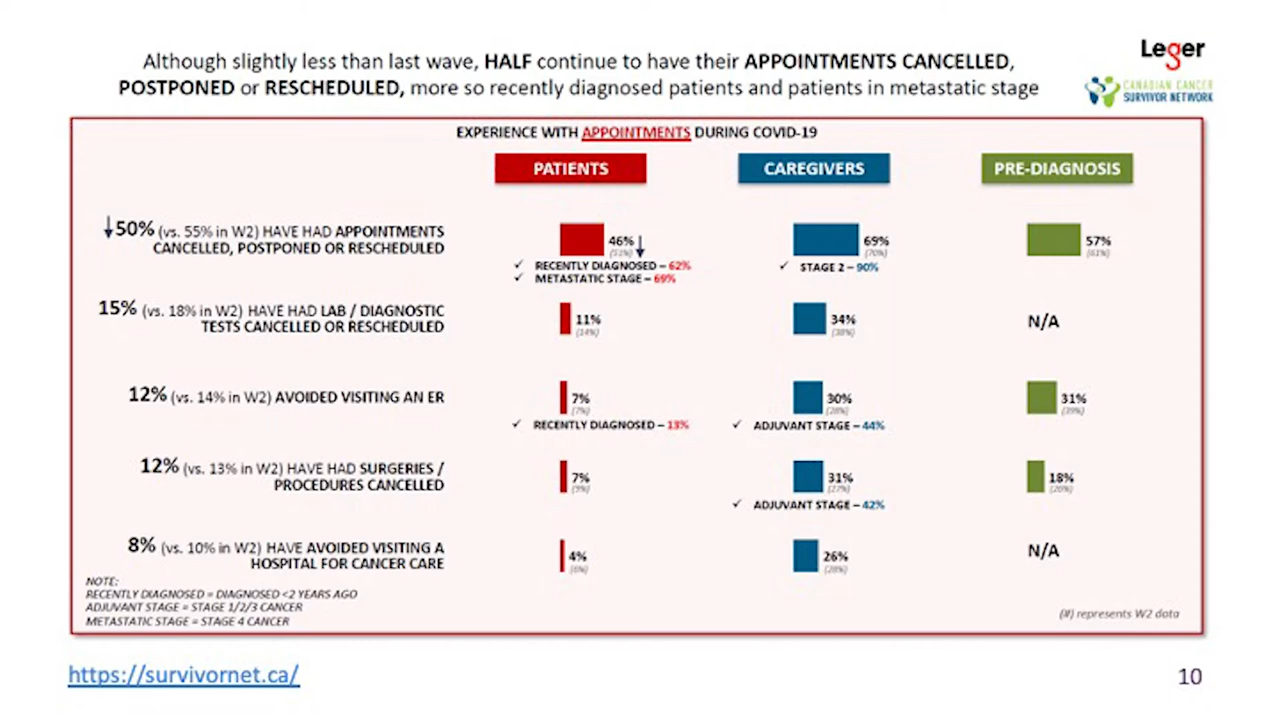 Although slightly less than last wave, HALF continue to have their APPOINTMENTS CANCELLED,
POSTPONED or RESCHEDULED, more so recently diagnosed patients and patients in metastatic stage
Leger
CANADIAN CANCER
SURVIVOR NETWORK
EXPERIENCE WITH APPOINTMENTS DURING COVID-19
PATIENTS
CAREGIVERS
PRE-DIAGNOSIS
50% (vs. 55% in W2) HAVE HAD APPOINTMENTS
CANCELLED, POSTPONED OR RESCHEDULED
46%
(51%)
✓ RECENTLY DIAGNOSED – 62%
✓ METASTATIC STAGE – 69%
69%
(70%)
✓ STAGE 2 – 90%
57%
(61%)
15% (vs. 18% in W2) HAVE HAD LAB / DIAGNOSTIC
TESTS CANCELLED OR RESCHEDULED
11%
(14%)
34%
(38%)
N/A
12% (vs. 14% in W2) AVOIDED VISITING AN ER
7%
(7%)
✓ RECENTLY DIAGNOSED – 13%
30%
(28%)
✓ ADJUVANT STAGE – 44%
31%
(39%)
12% (vs. 13% in W2) HAVE HAD SURGERIES /
PROCEDURES CANCELLED
7%
(9%)
31%
(27%)
✓ ADJUVANT STAGE – 42%
18%
8% (vs. 10% in W2) HAVE AVOIDED VISITING A
HOSPITAL FOR CANCER CARE
4%
(6%)
26%
(28%)
N/A
NOTE:
RECENTLY DIAGNOSED = DIAGNOSED <2 YEARS AGO
ADJUVANT STAGE = STAGE 1/2/3 CANCER
METASTATIC STAGE = STAGE 4 CANCER
(#) represents W2 data
https://survivornet.ca/
10